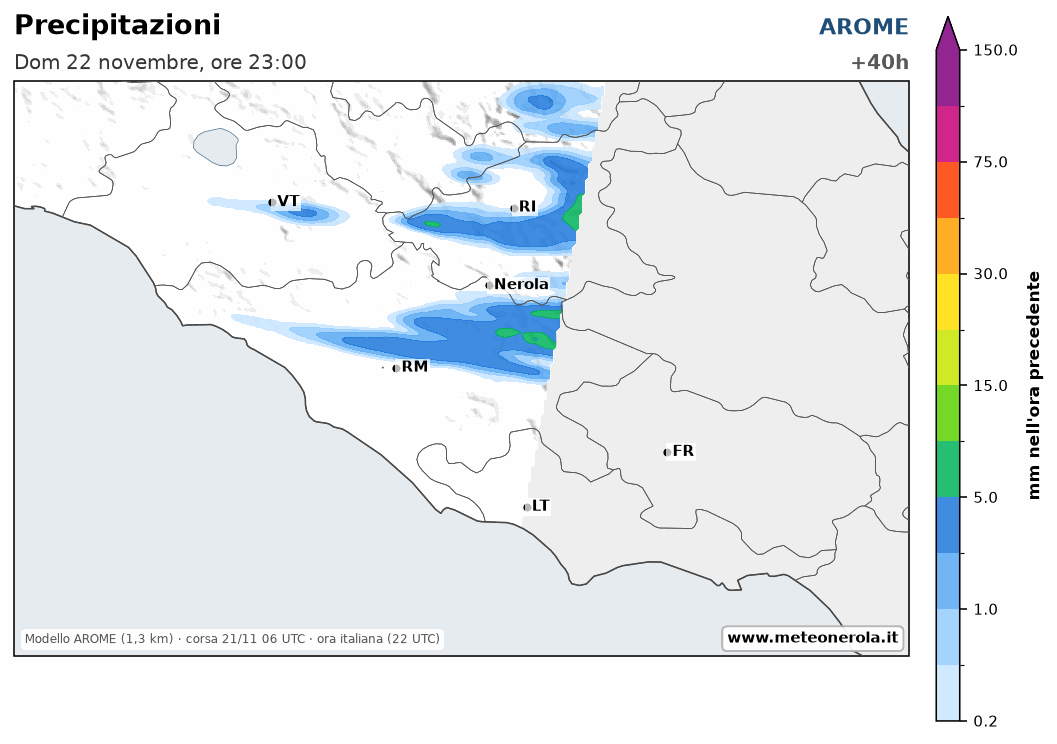 Precipitazioni
AROME
Dom 22 novembre, ore 23:00
+40h
150.0
75.0
30.0
15.0
5.0
1.0
0.2
mm nell'ora precedente
VT
RI
Nerola
RM
FR
LT
Modello AROME (1,3 km) · corsa 21/11 06 UTC · ora italiana (22 UTC)
www.meteonerola.it